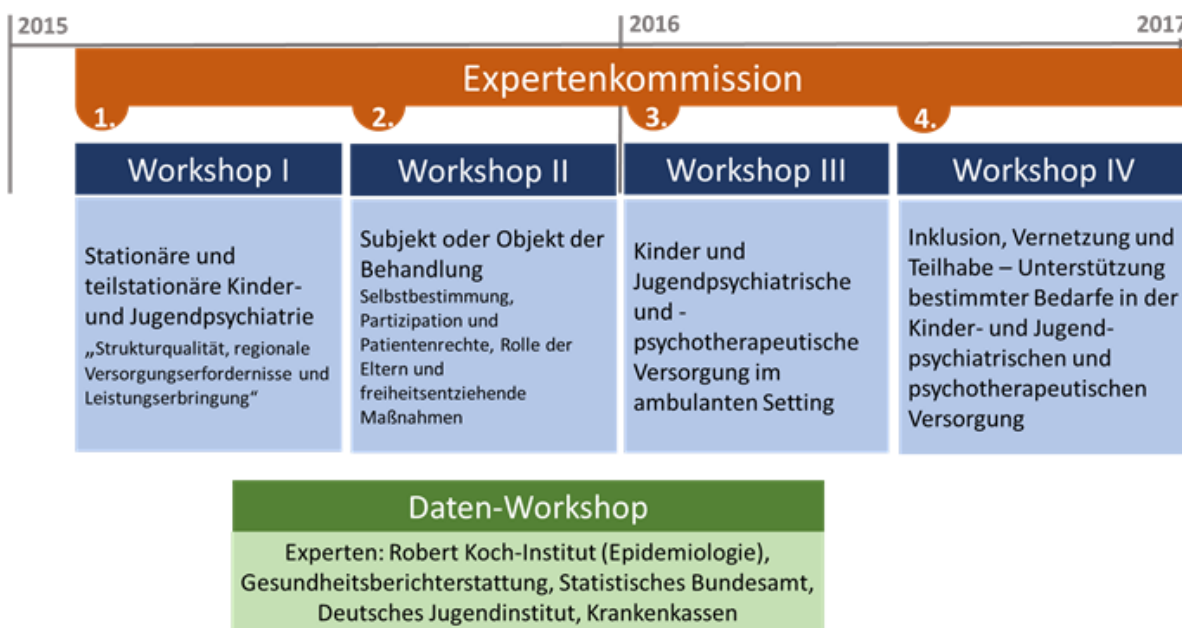 2015
2016
2017
Expertenkommission
1.
2.
3.
4.
Workshop I
Stationäre und
teilstationäre Kinder-
und Jugendpsychiatrie
„Strukturqualität, regionale
Versorgungserfordernisse und
Leistungserbringung“
Workshop II
Subjekt oder Objekt der
Behandlung
Selbstbestimmung,
Partizipation und
Patientenrechte, Rolle der
Eltern und
freiheitsentziehende
Maßnahmen
Workshop III
Kinder und
Jugendpsychiatrische
und -
psychotherapeutische
Versorgung im
ambulanten Setting
Workshop IV
Inklusion, Vernetzung und
Teilhabe – Unterstützung
bestimmter Bedarfe in der
Kinder- und Jugend-
psychiatrischen und
psychotherapeutischen
Versorgung
Daten-Workshop
Experten: Robert Koch-Institut (Epidemiologie),
Gesundheitsberichterstattung, Statistisches Bundesamt,
Deutsches Jugendinstitut, Krankenkassen